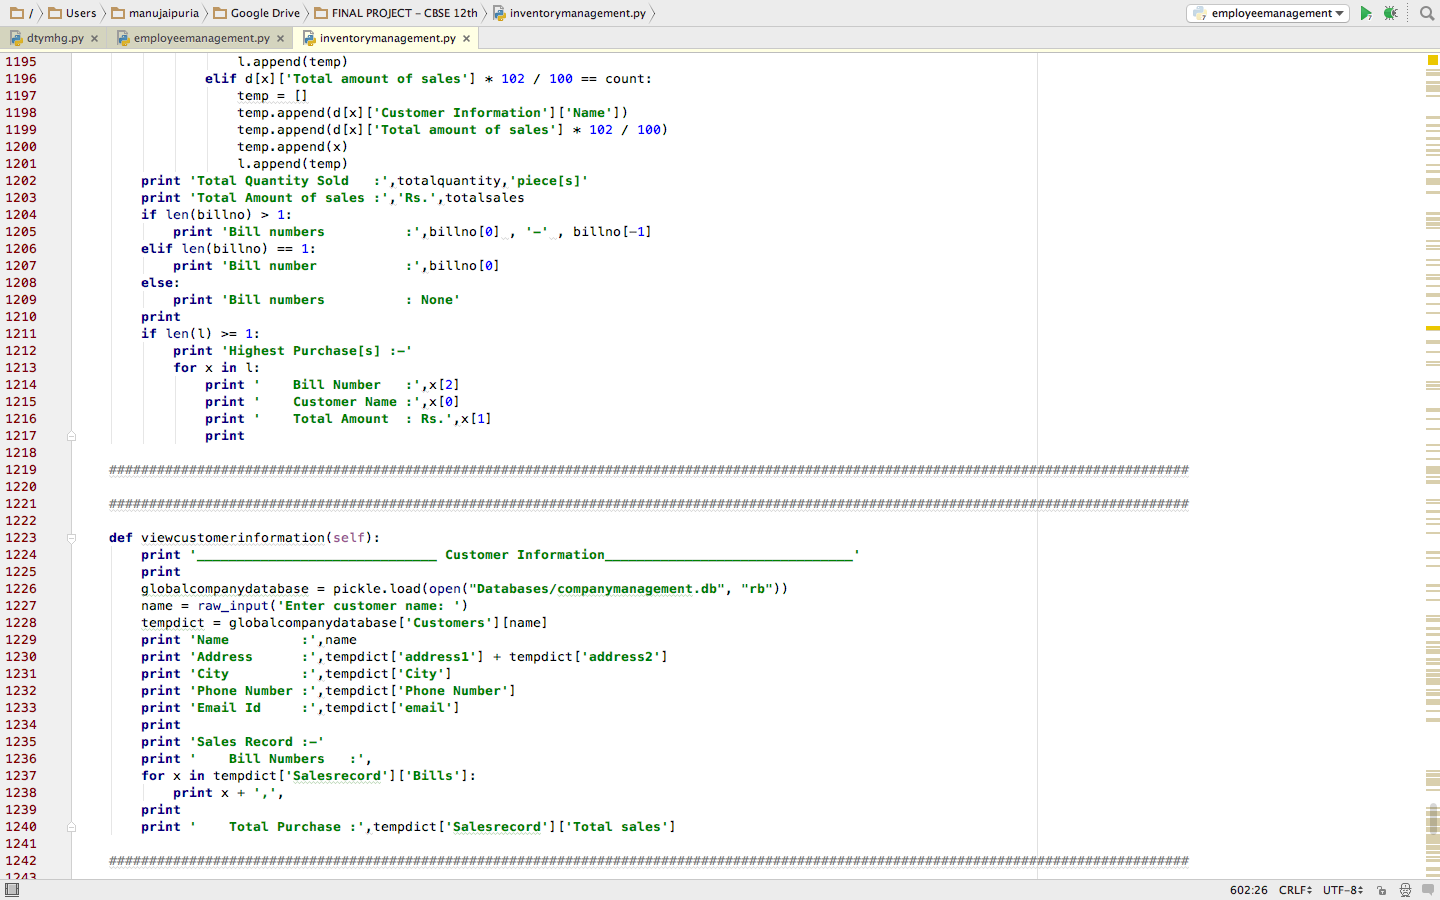 / Users manujaipuria Google Drive FINAL PROJECT – CBSE 12th inventorymanagement.py employeemanagement
dtymhg.py × employeemanagement.py × inventorymanagement.py ×
1195 l.append(temp)
1196 elif d[x]['Total amount of sales'] * 102 / 100 == count:
1197 temp = []
1198 temp.append(d[x]['Customer Information']['Name'])
1199 temp.append(d[x]['Total amount of sales'] * 102 / 100)
1200 temp.append(x)
1201 l.append(temp)
1202 print 'Total Quantity Sold   :',totalquantity,'piece[s]'
1203 print 'Total Amount of sales :','Rs.',totalsales
1204 if len(billno) > 1:
1205 print 'Bill numbers          :',billno[0] , '-' , billno[-1]
1206 elif len(billno) == 1:
1207 print 'Bill number           :',billno[0]
1208 else:
1209 print 'Bill numbers          : None'
1210 print
1211 if len(l) >= 1:
1212 print 'Highest Purchase[s] :-'
1213 for x in l:
1214 print '    Bill Number   :',x[2]
1215 print '    Customer Name :',x[0]
1216 print '    Total Amount  : Rs.',x[1]
1217 print
1218
1219 #######################################################################################################################################
1220
1221 #######################################################################################################################################
1222
1223 def viewcustomerinformation(self):
1224 print '______________________________ Customer Information_______________________________'
1225 print
1226 globalcompanydatabase = pickle.load(open("Databases/companymanagement.db", "rb"))
1227 name = raw_input('Enter customer name: ')
1228 tempdict = globalcompanydatabase['Customers'][name]
1229 print 'Name         :',name
1230 print 'Address      :',tempdict['address1'] + tempdict['address2']
1231 print 'City         :',tempdict['City']
1232 print 'Phone Number :',tempdict['Phone Number']
1233 print 'Email Id     :',tempdict['email']
1234 print
1235 print 'Sales Record :-'
1236 print '    Bill Numbers   :',
1237 for x in tempdict['Salesrecord']['Bills']:
1238 print x + ',',
1239 print
1240 print '    Total Purchase :',tempdict['Salesrecord']['Total sales']
1241
1242 #######################################################################################################################################
1243
602:26 CRLF UTF-8